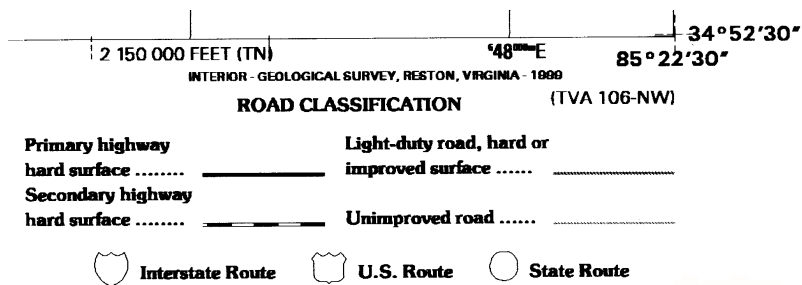 34°52'30"
2 150 000 FEET (TN) ⁶48⁰⁰⁰ᵐE 85°22'30"
INTERIOR - GEOLOGICAL SURVEY, RESTON, VIRGINIA - 1999
(TVA 106-NW)
ROAD CLASSIFICATION
Primary highway
hard surface ........
Light-duty road, hard or
improved surface ......
Secondary highway
hard surface ........
Unimproved road ......
Interstate Route U.S. Route State Route